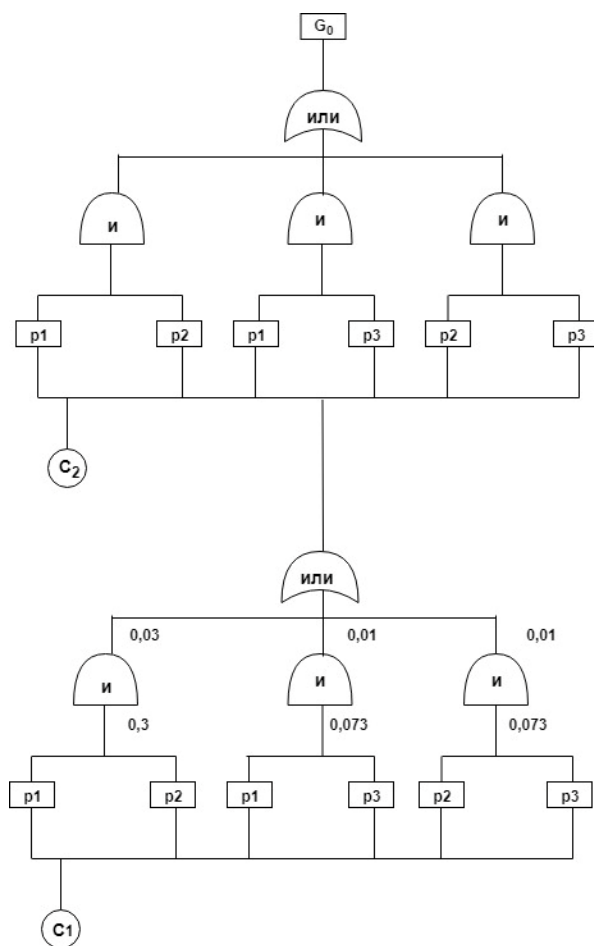 G₀
или
и и и
p1 p2 p1 p3 p2 p3
C₂
или
0,03 0,01 0,01
и и и
0,3 0,073 0,073
p1 p2 p1 p3 p2 p3
C1